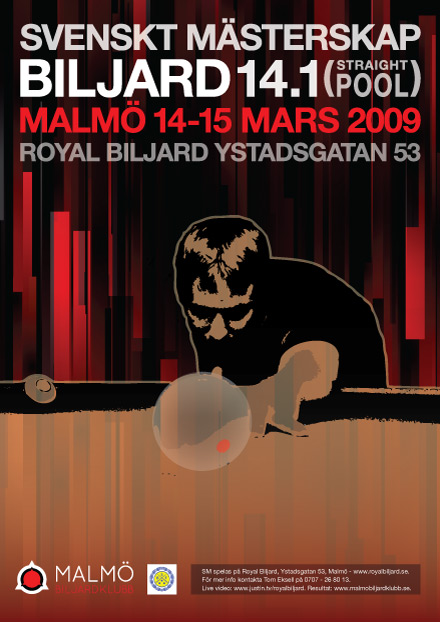 SVENSKT MÄSTERSKAP
BILJARD 14.1 (STRAIGHT POOL)
MALMÖ 14-15 MARS 2009
ROYAL BILJARD YSTADSGATAN 53
MALMÖ
BILJARDKLUBB
SM spelas på Royal Biljard, Ystadsgatan 53, Malmö - www.royalbiljard.se.
För mer info kontakta Tom Eksell på 0707 - 26 60 13.
Live video: www.justin.tv/royalbiljard. Resultat: www.malmobiljardklubb.se.